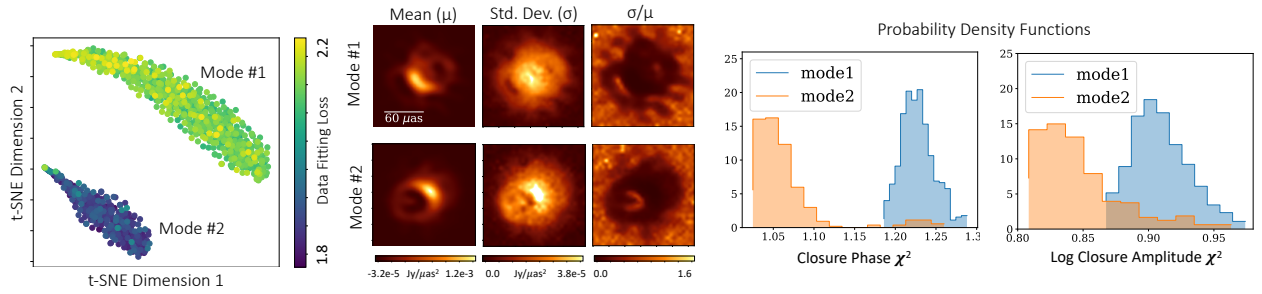 Mean (μ)
Std. Dev. (σ)
σ/μ
Probability Density Functions
t-SNE Dimension 2
Mode #1
Mode #2
t-SNE Dimension 1
2.2
Data Fitting Loss
1.8
Mode #1
60 μas
Mode #2
-3.2e-5 Jy/μas² 1.2e-3
0.0 Jy/μas² 3.8e-5
0.0 1.6
mode1
mode2
20
15
10
5
0
1.05 1.10 1.15 1.20 1.25 1.3
Closure Phase χ²
mode1
mode2
25
20
15
10
5
0
0.80 0.85 0.90 0.95
Log Closure Amplitude χ²